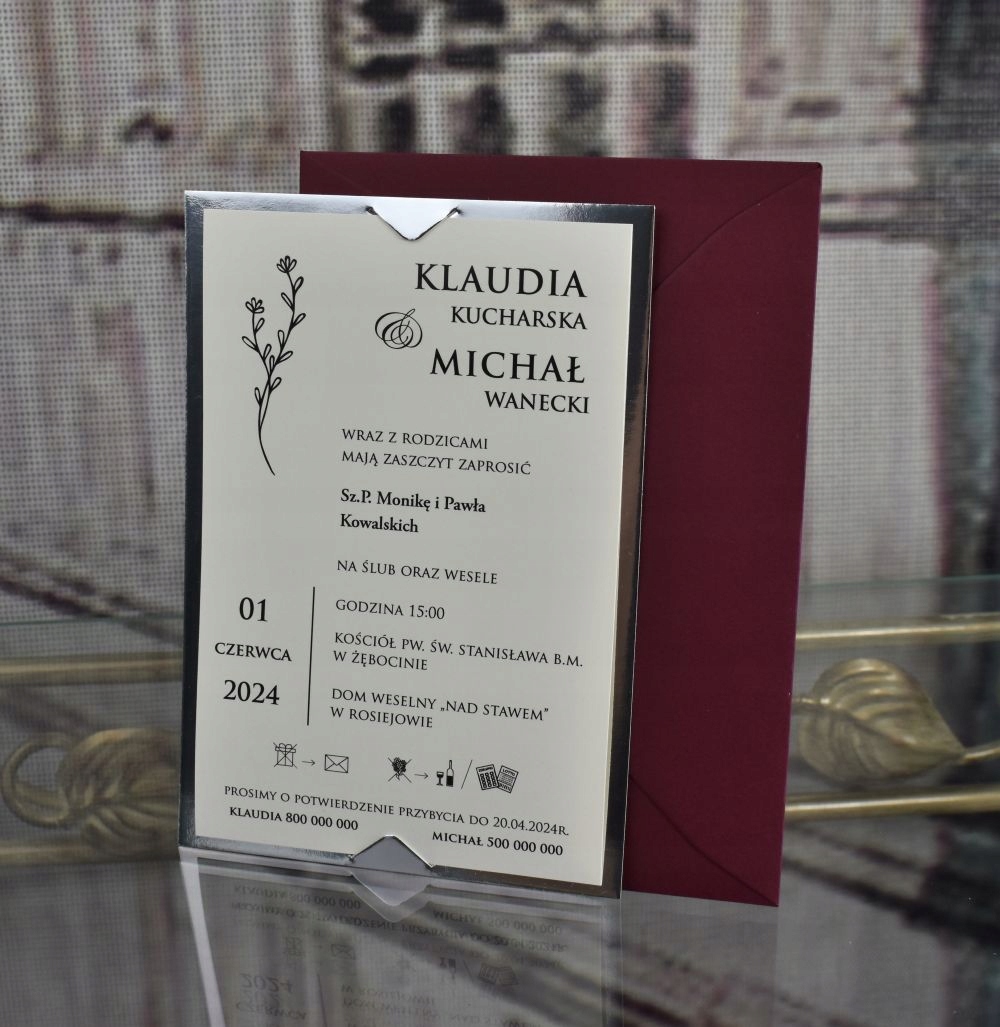 KLAUDIA
KUCHARSKA
&
MICHAŁ
WANECKI
WRAZ Z RODZICAMI
MAJĄ ZASZCZYT ZAPROSIĆ
Sz.P. Monikę i Pawła
Kowalskich
NA ŚLUB ORAZ WESELE
01
CZERWCA
2024
GODZINA 15:00
KOŚCIÓŁ PW. ŚW. STANISŁAWA B.M.
W ŻĘBOCINIE
DOM WESELNY „NAD STAWEM”
W ROSIEJOWIE
PROSIMY O POTWIERDZENIE PRZYBYCIA DO 20.04.2024R.
KLAUDIA 800 000 000
MICHAŁ 500 000 000